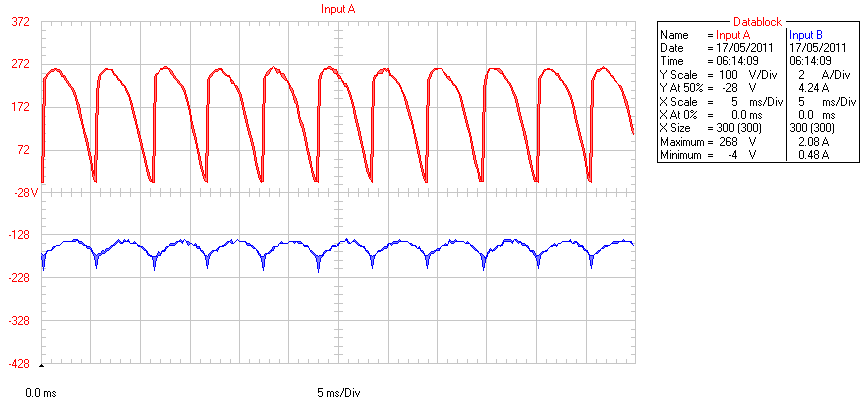 Input A
372
272
172
72
-28V
-128
-228
-328
-428
0.0 ms
5 ms/Div
Datablock
Name = Input A Input B
Date = 17/05/2011 17/05/2011
Time = 06:14:09 06:14:09
Y Scale = 100 V/Div 2 A/Div
Y At 50% = -28 V 4.24 A
X Scale = 5 ms/Div 5 ms/Div
X At 0% = 0.0 ms 0.0 ms
X Size = 300 (300) 300 (300)
Maximum = 268 V 2.08 A
Minimum = -4 V 0.48 A